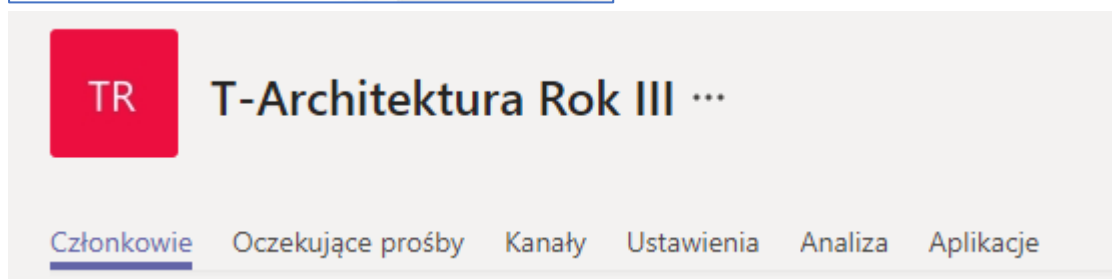 TR
T-Architektura Rok III ...
Członkowie Oczekujące prośby Kanały Ustawienia Analiza Aplikacje